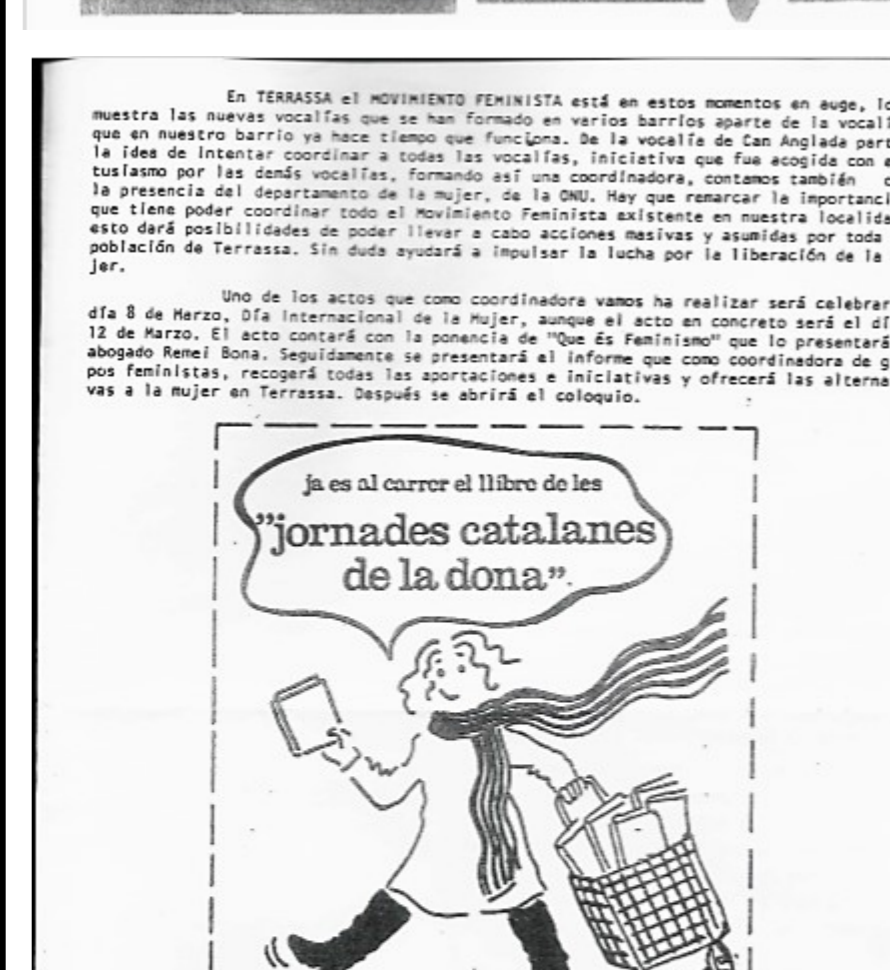 En TERRASSA el MOVIMIENTO FEMINISTA está en estos momentos en auge, lo
muestra las nuevas vocalías que se han formado en varios barrios aparte de la vocalí
que en nuestro barrio ya hace tiempo que funciona. De la vocalía de Can Anglada part
la idea de intentar coordinar a todas las vocalías, iniciativa que fue acogida con e
tusiasmo por las demás vocalías, formando así una coordinadora, contamos también c
la presencia del departamento de la mujer, de la ONU. Hay que remarcar la importanci
que tiene poder coordinar todo el Movimiento Feminista existente en nuestra localida
esto dará posibilidades de poder llevar a cabo acciones masivas y asumidas por toda
población de Terrassa. Sin duda ayudará a impulsar la lucha por la liberación de la
jer.
Uno de los actos que como coordinadora vamos ha realizar será celebrar
día 8 de Marzo, Día Internacional de la Mujer, aunque el acto en concreto será el dí
12 de Marzo. El acto contará con la ponencia de "Que és Feminismo" que lo presentará
abogado Remei Bona. Seguidamente se presentará el informe que como coordinadora de g
pos feministas, recogerá todas las aportaciones e iniciativas y ofrecerá las alterna
vas a la mujer en Terrassa. Después se abrirá el coloquio.
ja es al carrer el llibre de les
"jornades catalanes
de la dona".